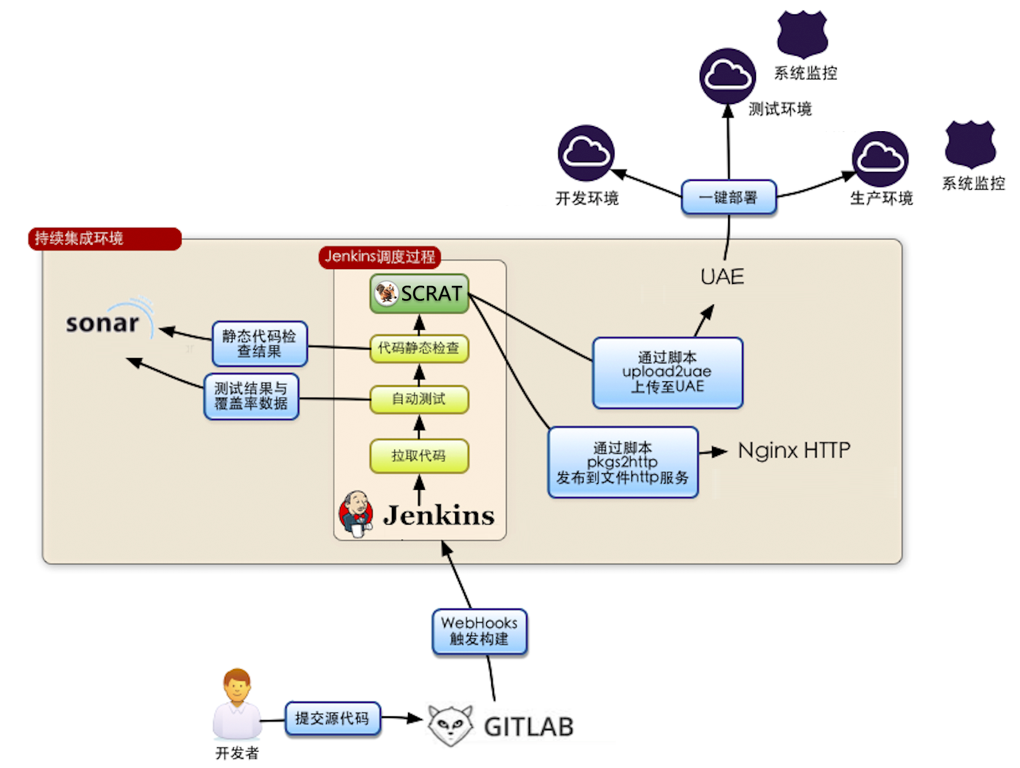 系统监控
测试环境
开发环境
一键部署
生产环境
系统监控
持续集成环境
Jenkins调度过程
UAE
SCRAT
sonar
静态代码检
查结果
代码静态检查
通过脚本
upload2uae
上传至UAE
测试结果与
覆盖率数据
自动测试
拉取代码
通过脚本
pkgs2http
发布到文件http服务
Nginx HTTP
Jenkins
WebHooks
触发构建
提交源代码
GITLAB
开发者